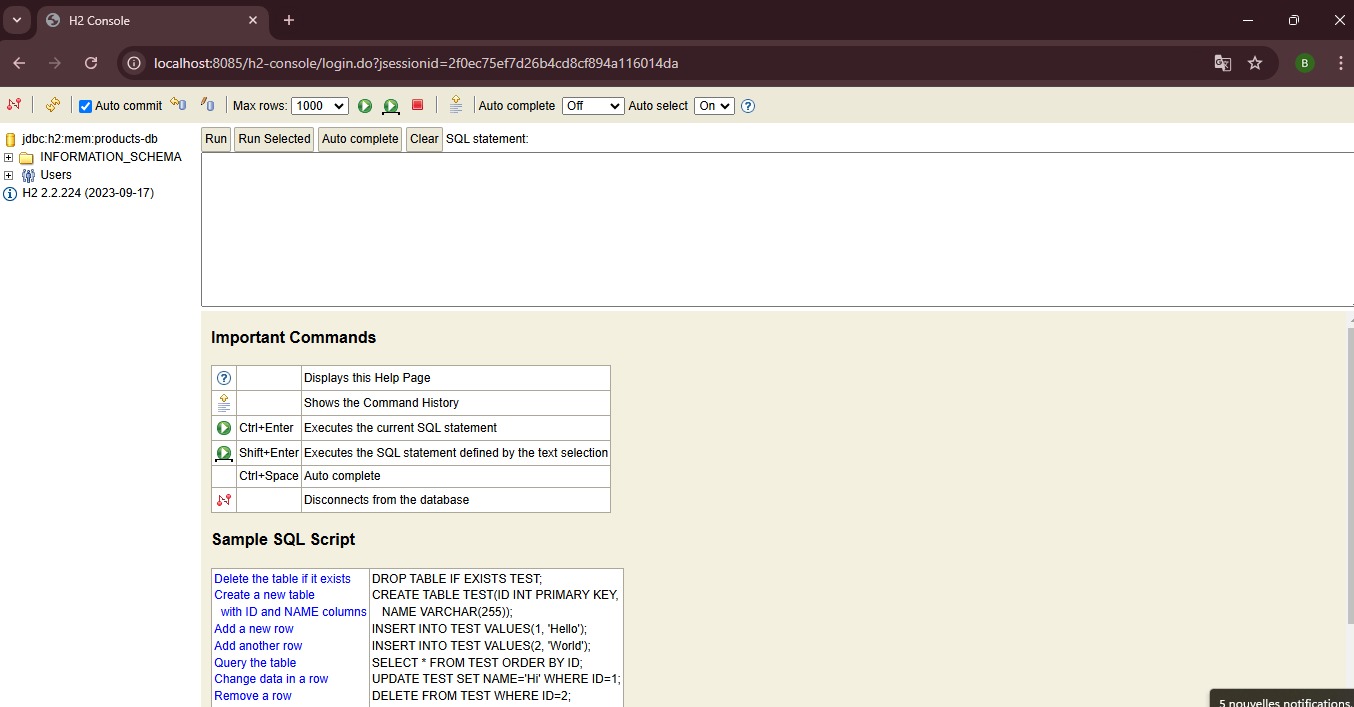 H2 Console
localhost:8085/h2-console/login.do?jsessionid=2f0ec75ef7d26b4cd8cf894a116014da
B
Auto commit Max rows: 1000 Auto complete Off Auto select On
jdbc:h2:mem:products-db
INFORMATION_SCHEMA
Users
H2 2.2.224 (2023-09-17)
Run Run Selected Auto complete Clear SQL statement:
Important Commands
Displays this Help Page
Shows the Command History
Ctrl+Enter Executes the current SQL statement
Shift+Enter Executes the SQL statement defined by the text selection
Ctrl+Space Auto complete
Disconnects from the database
Sample SQL Script
Delete the table if it exists DROP TABLE IF EXISTS TEST;
Create a new table CREATE TABLE TEST(ID INT PRIMARY KEY,
with ID and NAME columns NAME VARCHAR(255));
Add a new row INSERT INTO TEST VALUES(1, 'Hello');
Add another row INSERT INTO TEST VALUES(2, 'World');
Query the table SELECT * FROM TEST ORDER BY ID;
Change data in a row UPDATE TEST SET NAME='Hi' WHERE ID=1;
Remove a row DELETE FROM TEST WHERE ID=2;
5 nouvelles notifications.